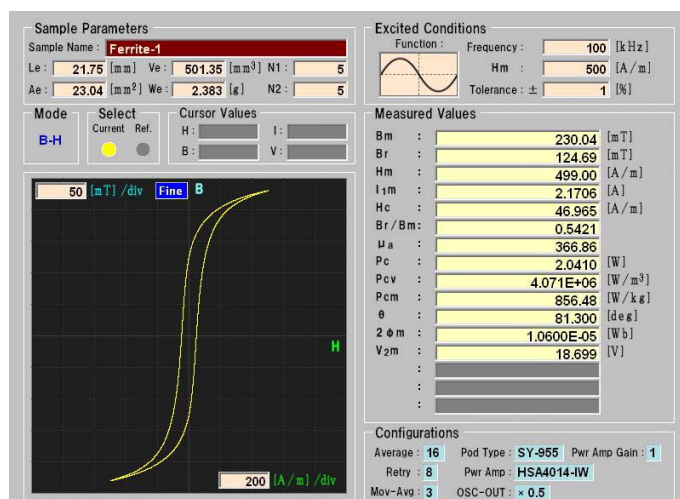 Sample Parameters
Sample Name : Ferrite-1
Le : 21.75 [mm] Ve : 501.35 [mm³] N1 : 5
Ae : 23.04 [mm²] We : 2.383 [g] N2 : 5
Excited Conditions
Function :
Frequency : 100 [kHz]
Hm : 500 [A/m]
Tolerance : ± 1 [%]
Mode
B-H
Select
Current Ref.
Cursor Values
H : I :
B : V :
50 [mT] /div Fine B
H
200 [A/m] /div
Measured Values
Bm : 230.04 [mT]
Br : 124.69 [mT]
Hm : 499.00 [A/m]
I₁m : 2.1706 [A]
Hc : 46.965 [A/m]
Br/Bm : 0.5421
μa : 366.86
Pc : 2.0410 [W]
Pcv : 4.071E+06 [W/m³]
Pcm : 856.48 [W/kg]
θ : 81.300 [deg]
2φm : 1.0600E-05 [Wb]
V₂m : 18.699 [V]
:
:
:
Configurations
Average : 16 Pod Type : SY-955 Pwr Amp Gain : 1
Retry : 8 Pwr Amp : HSA4014-IW
Mov-Avg : 3 OSC-OUT : × 0.5